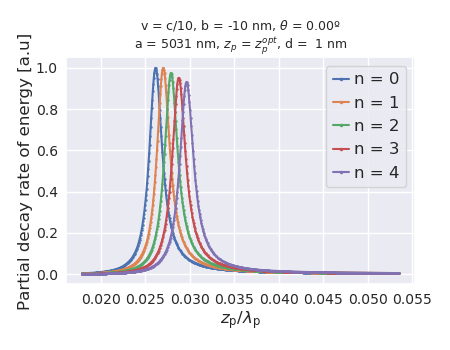 v = c/10, b = -10 nm, θ = 0.00º
a = 5031 nm, z_p = z_p^{opt}, d = 1 nm
Partial decay rate of energy [a.u]
1.0
0.8
0.6
0.4
0.2
0.0
n = 0
n = 1
n = 2
n = 3
n = 4
0.020 0.025 0.030 0.035 0.040 0.045 0.050 0.055
z_p/λ_p